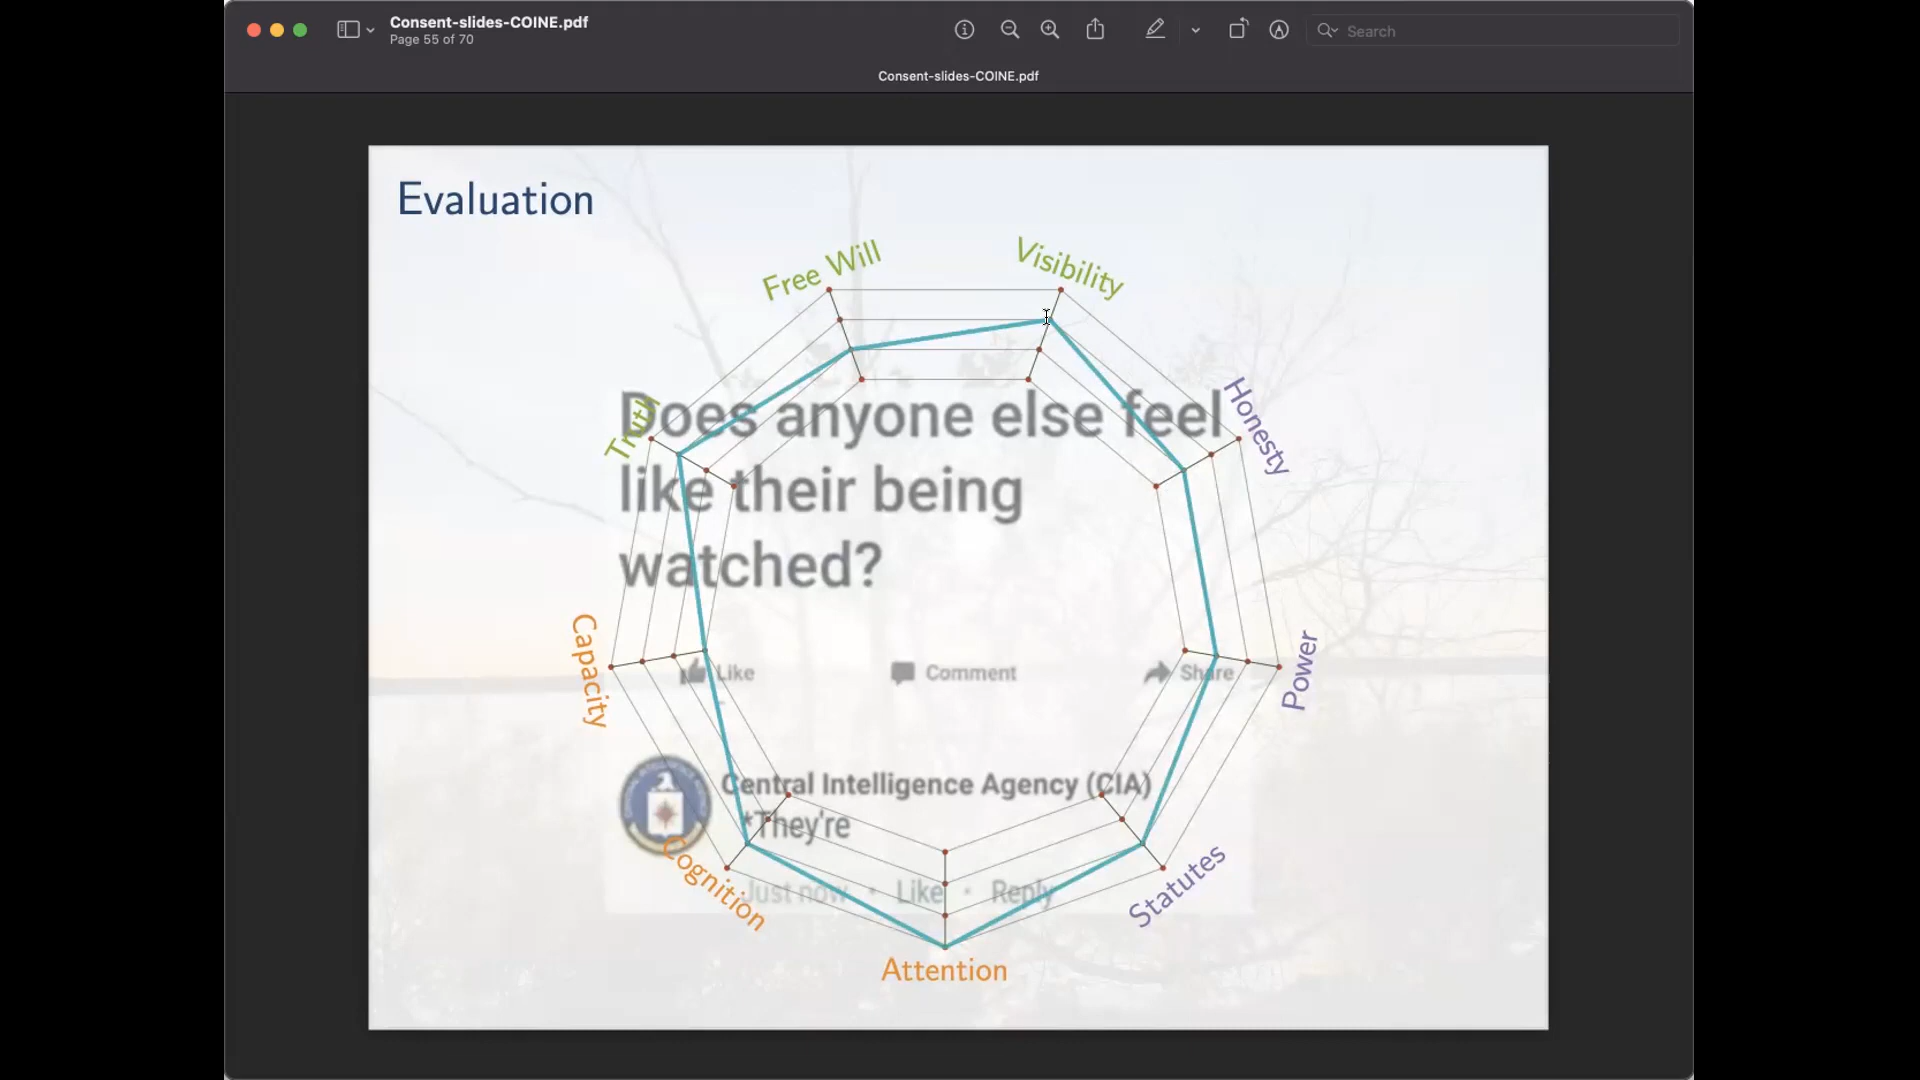 Consent-slides-COINE.pdf
Page 55 of 70
Search
Consent-slides-COINE.pdf
Evaluation
Free Will
Visibility
Truth
Honesty
Does anyone else feel
like their being
watched?
Capacity
Power
Like
Comment
Share
Central Intelligence Agency (CIA)
*They're
Just now · Like · Reply
Cognition
Statutes
Attention